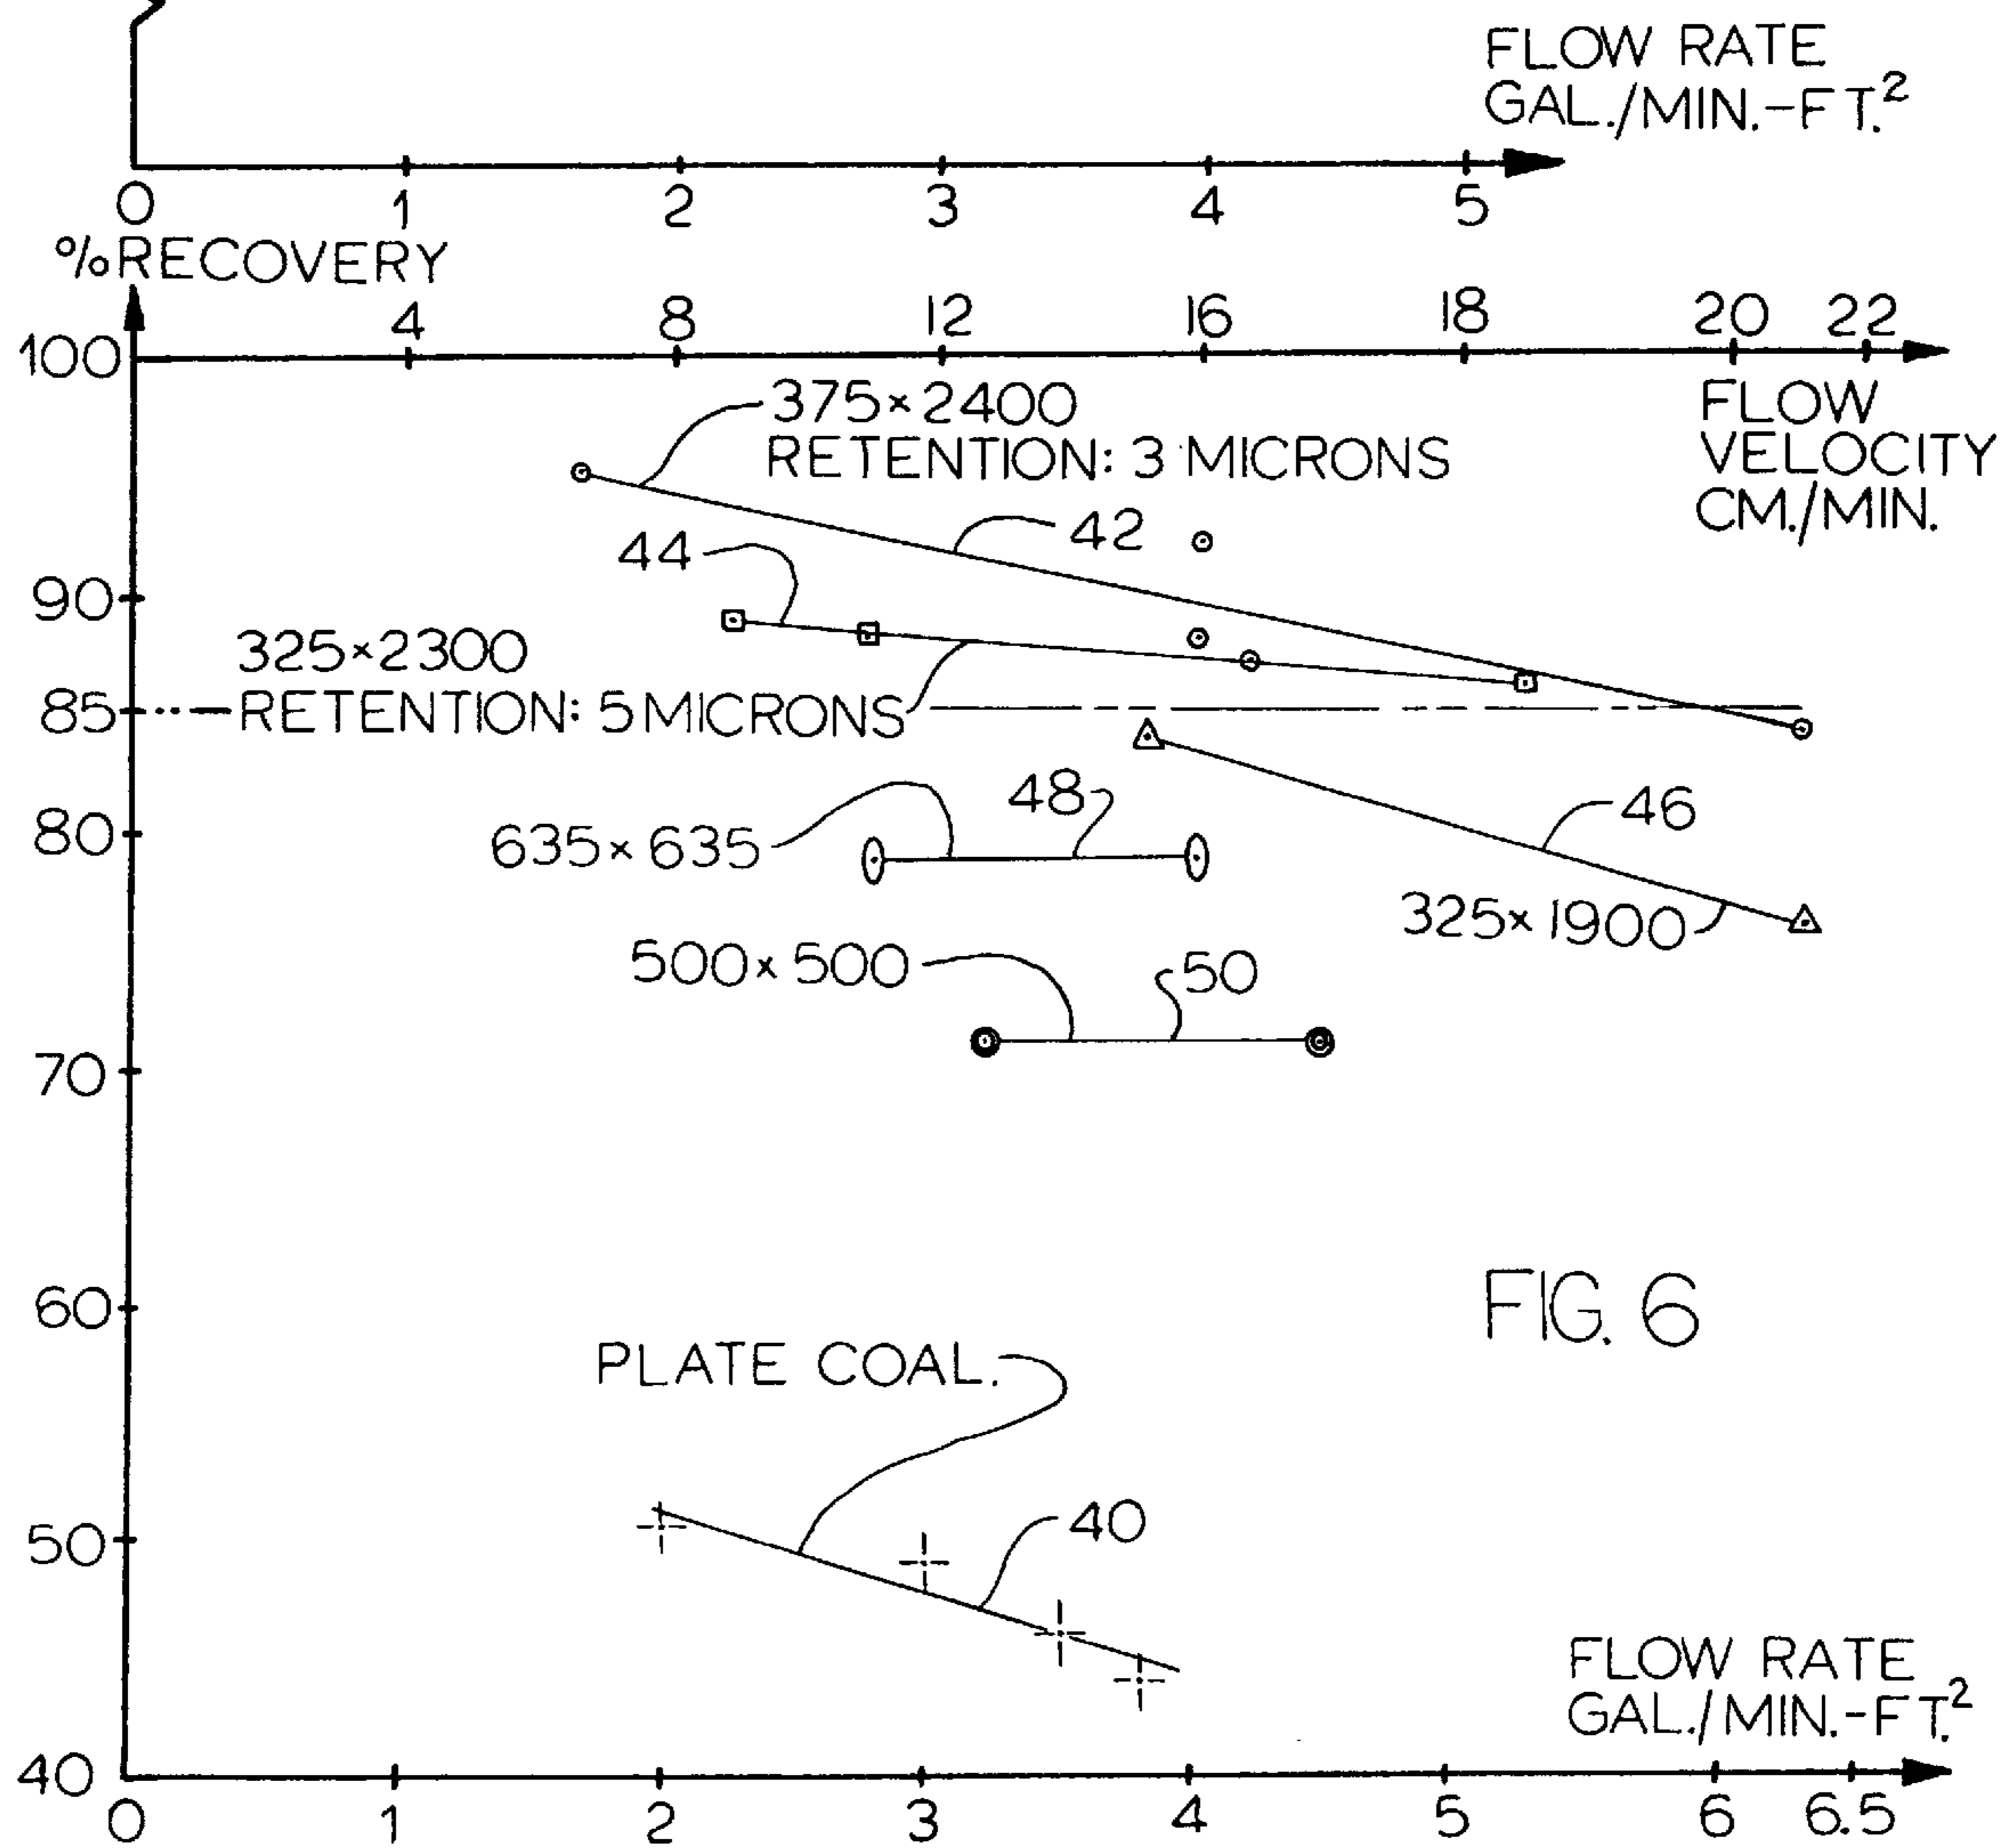 FLOW RATE
GAL./MIN.-FT.²
0 1 2 3 4 5
%RECOVERY
4 8 12 16 18 20 22
100
375×2400
RETENTION: 3 MICRONS
FLOW
VELOCITY
CM./MIN.
42
44
90
325×2300
85
RETENTION: 5 MICRONS
48
46
80
635×635
325×1900
500×500
50
70
60
FIG. 6
PLATE COAL.
50
40
FLOW RATE
GAL./MIN.-FT.²
40
0 1 2 3 4 5 6 6.5